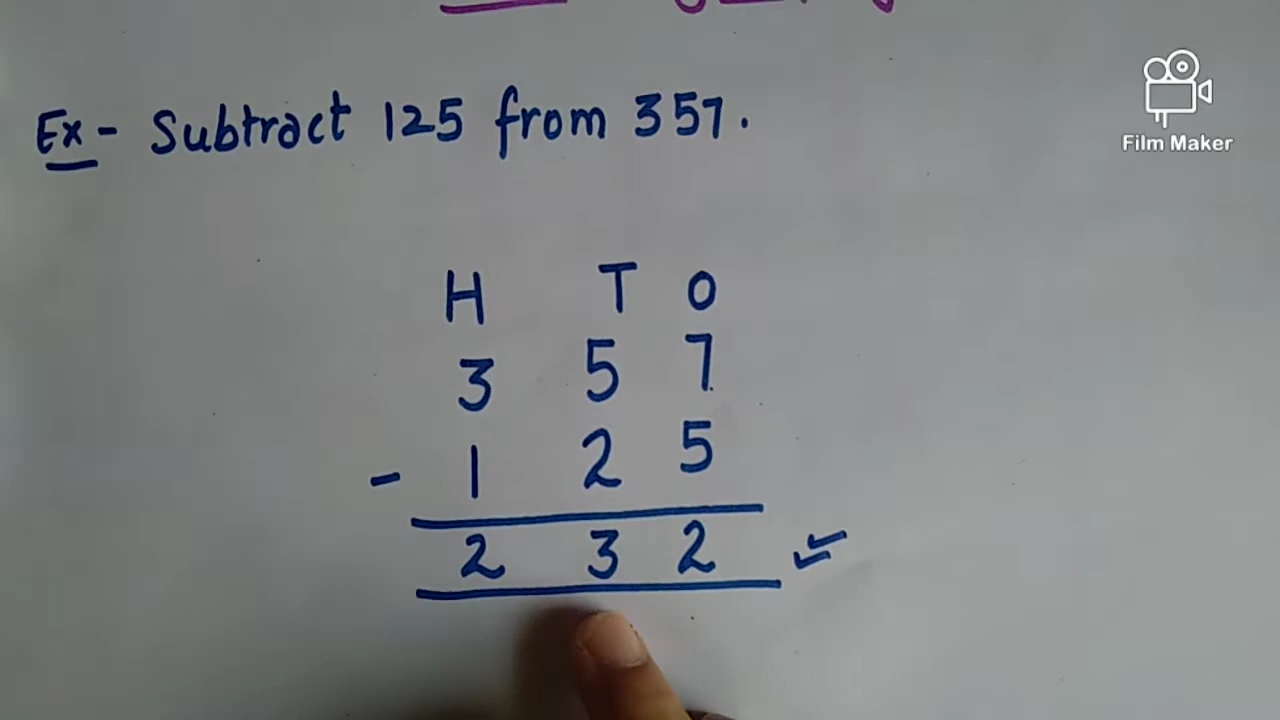 Ex- Subtract 125 from 357.
Film Maker
H T O
3 5 7
- 1 2 5
2 3 2